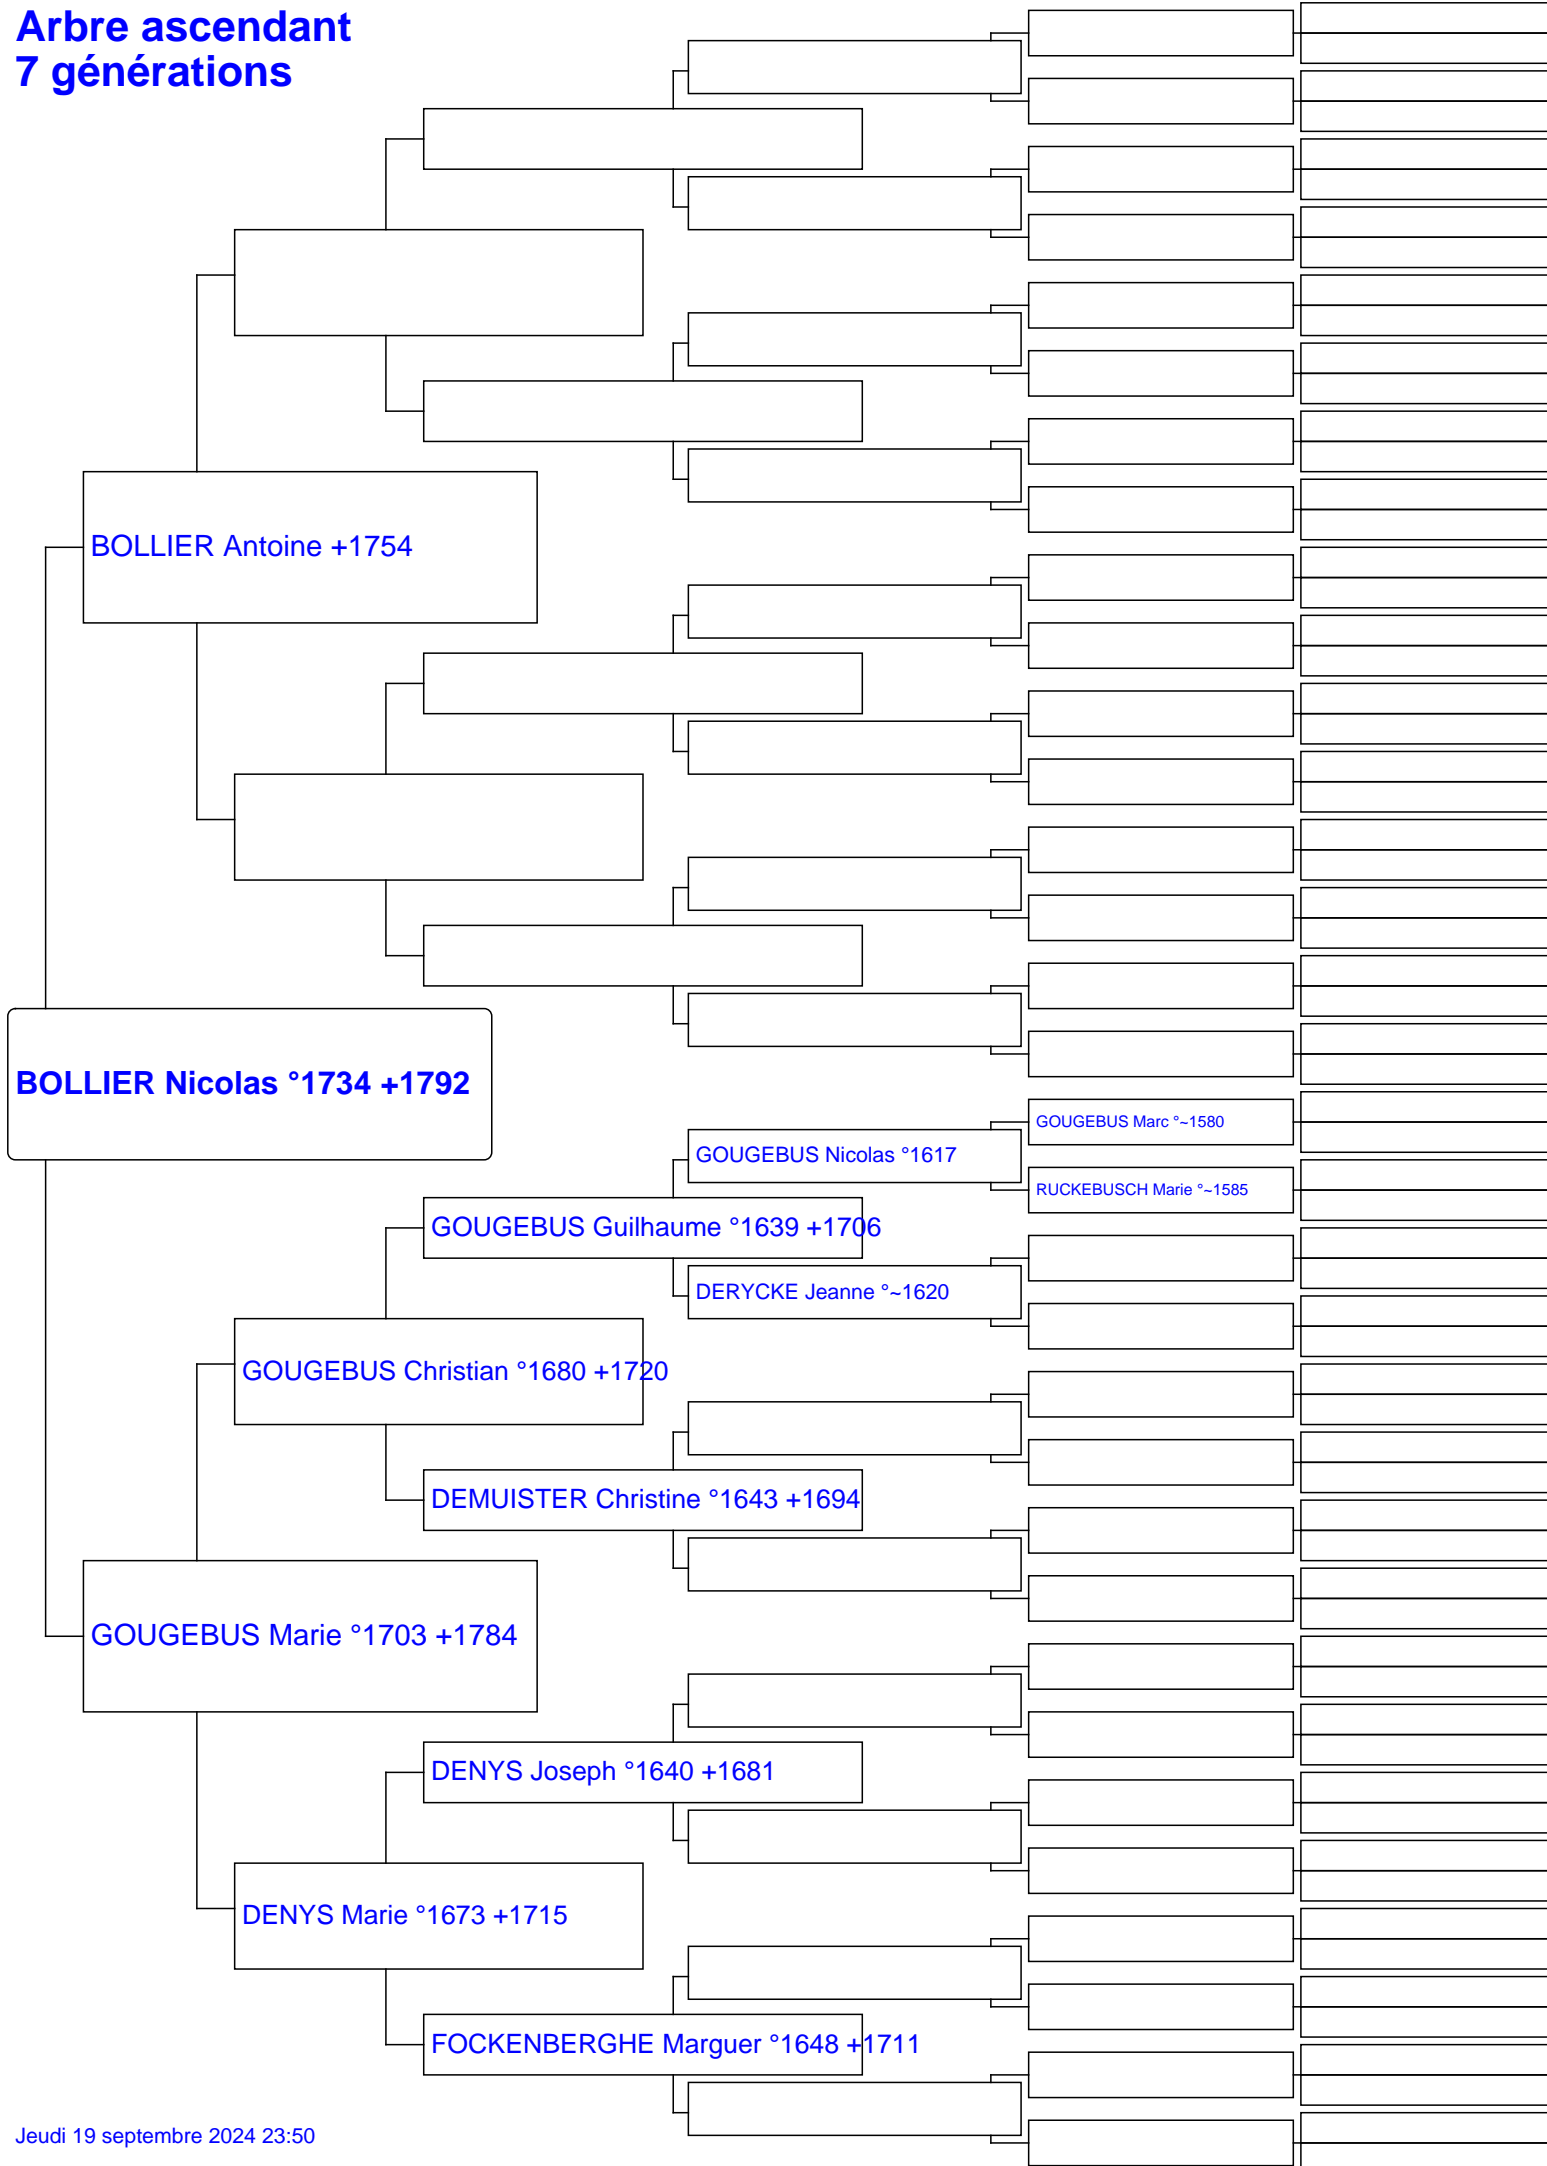 Arbre ascendant
7 générations
BOLLIER Antoine +1754
BOLLIER Nicolas °1734 +1792
GOUGEBUS Marc °~1580
GOUGEBUS Nicolas °1617
RUCKEBUSCH Marie °~1585
GOUGEBUS Guilhaume °1639 +1706
DERYCKE Jeanne °~1620
GOUGEBUS Christian °1680 +1720
DEMUISTER Christine °1643 +1694
GOUGEBUS Marie °1703 +1784
DENYS Joseph °1640 +1681
DENYS Marie °1673 +1715
FOCKENBERGHE Marguer °1648 +1711
Jeudi 19 septembre 2024 23:50